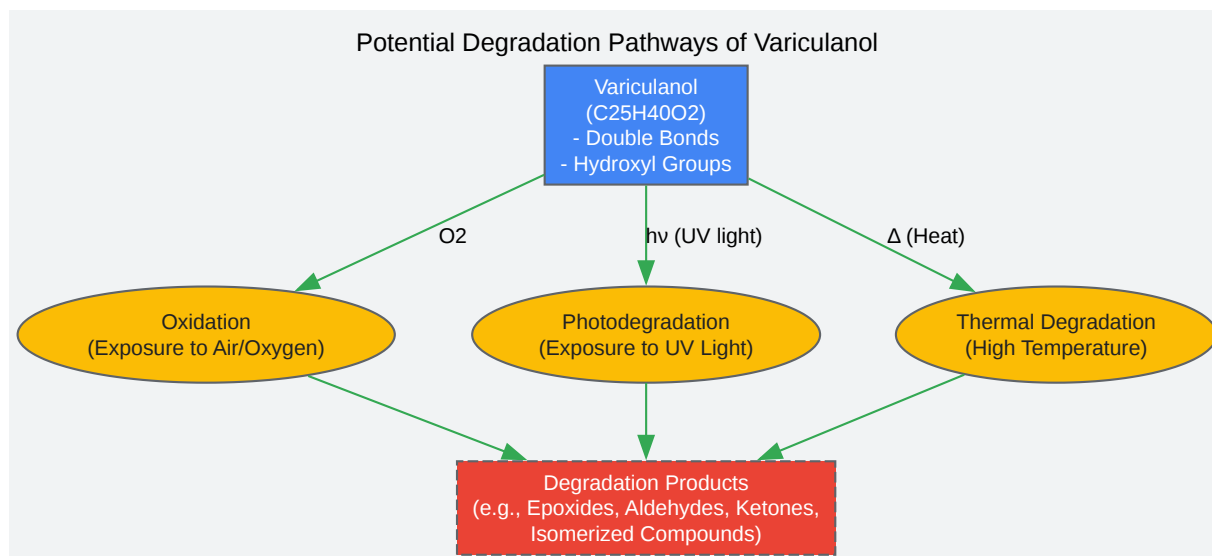 Potential Degradation Pathways of Variculanol
Variculanol
(C25H40O2)
- Double Bonds
- Hydroxyl Groups
O2
hν (UV light)
Δ (Heat)
Oxidation
(Exposure to Air/Oxygen)
Photodegradation
(Exposure to UV Light)
Thermal Degradation
(High Temperature)
Degradation Products
(e.g., Epoxides, Aldehydes, Ketones,
Isomerized Compounds)